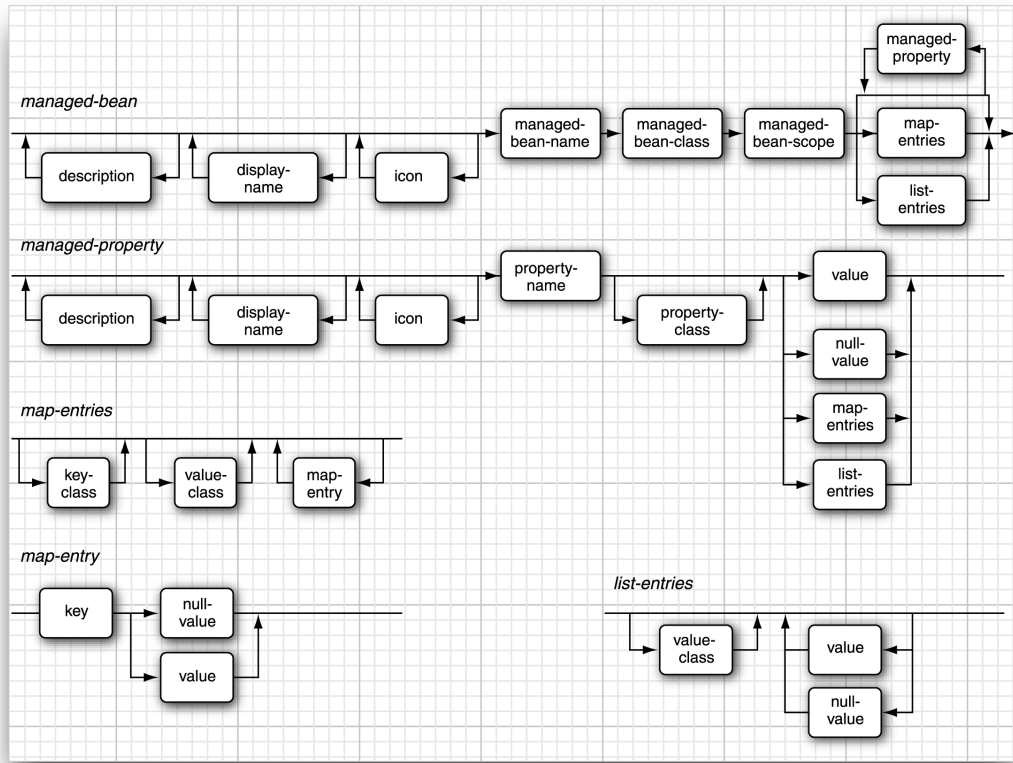 managed-bean
managed-
property
description
display-
name
icon
managed-
bean-name
managed-
bean-class
managed-
bean-scope
map-
entries
list-
entries
managed-property
description
display-
name
icon
property-
name
property-
class
value
null-
value
map-
entries
list-
entries
map-entries
key-
class
value-
class
map-
entry
map-entry
key
null-
value
value
list-entries
value-
class
value
null-
value